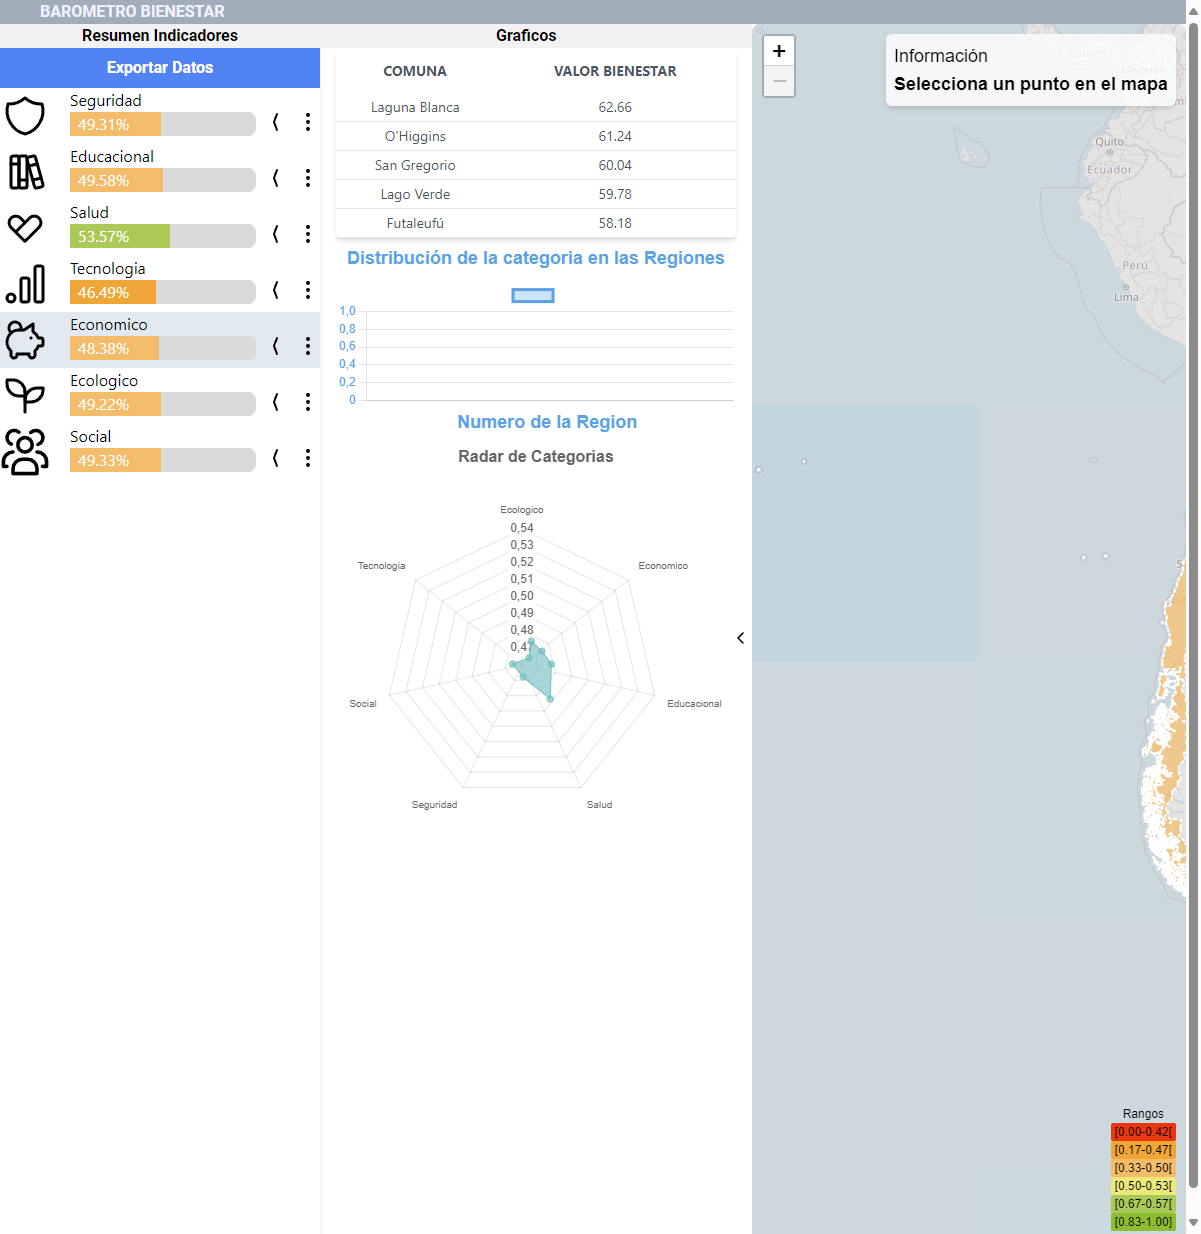 BAROMETRO BIENESTAR
Resumen Indicadores
Exportar Datos
Seguridad
49.31%
Educacional
49.58%
Salud
53.57%
Tecnologia
46.49%
Economico
48.38%
Ecologico
49.22%
Social
49.33%
Graficos
COMUNA VALOR BIENESTAR
Laguna Blanca 62.66
O'Higgins 61.24
San Gregorio 60.04
Lago Verde 59.78
Futaleufú 58.18
Distribución de la categoria en las Regiones
1,0
0,8
0,6
0,4
0,2
0
Numero de la Region
Radar de Categorías
Ecologico
0,54
0,53
0,52
0,51
0,50
0,49
0,48
0,47
Tecnologia
Economico
Social
Educacional
Seguridad
Salud
+
−
Información
Selecciona un punto en el mapa
Panamá
Medellín
Quito
Ecuador
Perú
Lima
Rangos
[0.00-0.42[
[0.17-0.47[
[0.33-0.50[
[0.50-0.53[
[0.67-0.57[
[0.83-1.00]